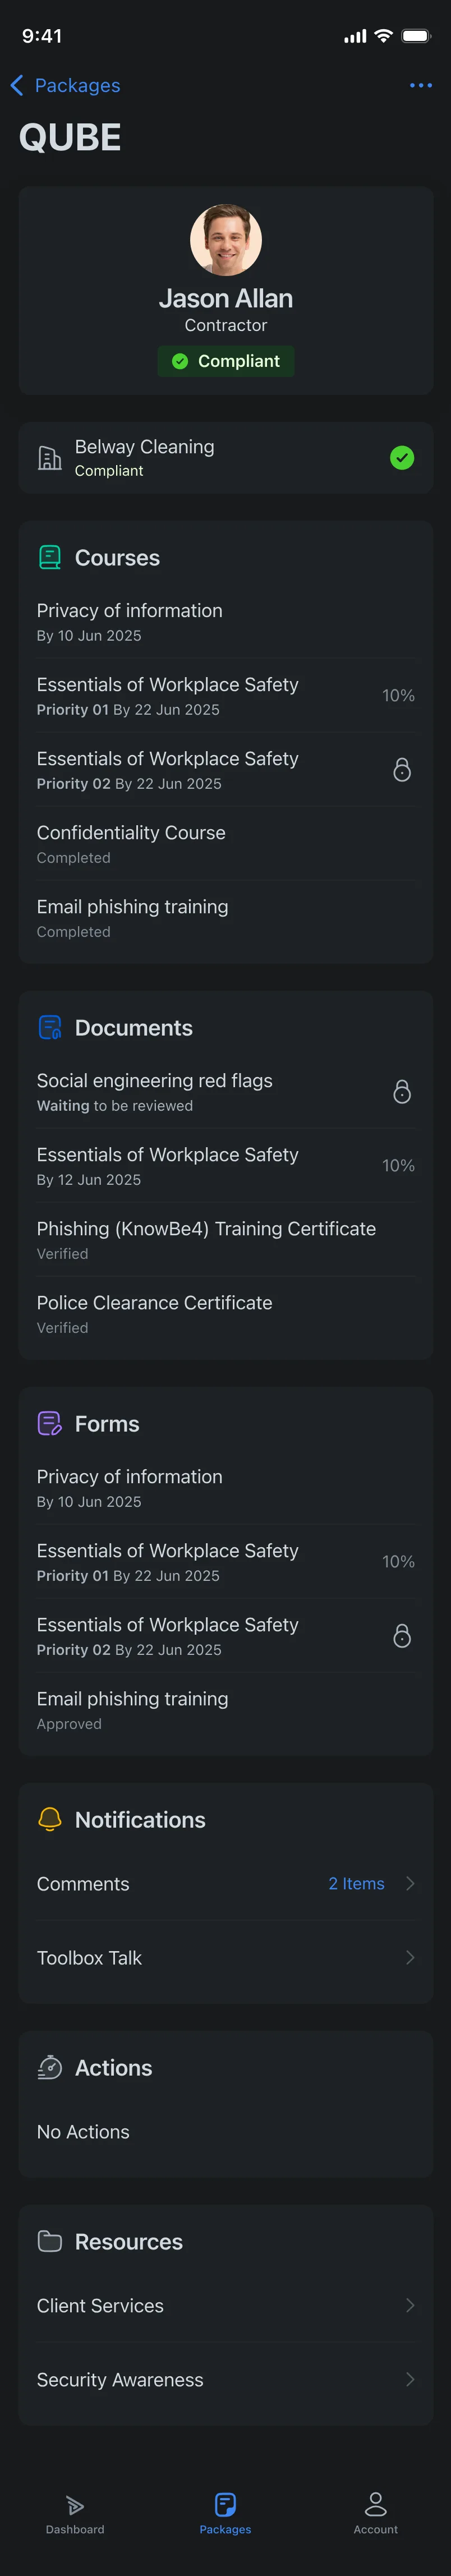 9:41
Packages
QUBE
Jason Allan
Contractor
Compliant
Belway Cleaning
Compliant
Courses
Privacy of information
By 10 Jun 2025
Essentials of Workplace Safety
Priority 01 By 22 Jun 2025
10%
Essentials of Workplace Safety
Priority 02 By 22 Jun 2025
Confidentiality Course
Completed
Email phishing training
Completed
Documents
Social engineering red flags
Waiting to be reviewed
Essentials of Workplace Safety
By 12 Jun 2025
10%
Phishing (KnowBe4) Training Certificate
Verified
Police Clearance Certificate
Verified
Forms
Privacy of information
By 10 Jun 2025
Essentials of Workplace Safety
Priority 01 By 22 Jun 2025
10%
Essentials of Workplace Safety
Priority 02 By 22 Jun 2025
Email phishing training
Approved
Notifications
Comments
2 Items
Toolbox Talk
Actions
No Actions
Resources
Client Services
Security Awareness
Dashboard
Packages
Account